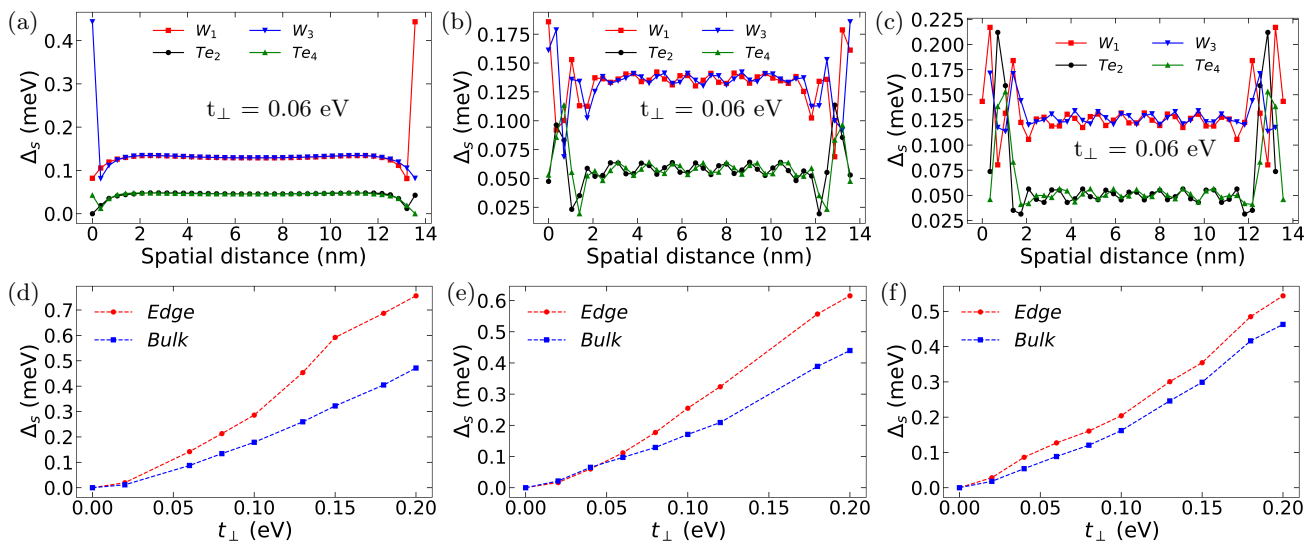 (a)
W₁ W₃
Te₂ Te₄
t⊥ = 0.06 eV
Δₛ (meV)
0.4
0.3
0.2
0.1
0.0
0 2 4 6 8 10 12 14
Spatial distance (nm)
(b)
W₁ W₃
Te₂ Te₄
t⊥ = 0.06 eV
Δₛ (meV)
0.175
0.150
0.125
0.100
0.075
0.050
0.025
0 2 4 6 8 10 12 14
Spatial distance (nm)
(c)
W₁ W₃
Te₂ Te₄
t⊥ = 0.06 eV
Δₛ (meV)
0.225
0.200
0.175
0.150
0.125
0.100
0.075
0.050
0.025
0 2 4 6 8 10 12 14
Spatial distance (nm)
(d)
Edge
Bulk
Δₛ (meV)
0.7
0.6
0.5
0.4
0.3
0.2
0.1
0.0
0.00 0.05 0.10 0.15 0.20
t⊥ (eV)
(e)
Edge
Bulk
Δₛ (meV)
0.6
0.5
0.4
0.3
0.2
0.1
0.0
0.00 0.05 0.10 0.15 0.20
t⊥ (eV)
(f)
Edge
Bulk
Δₛ (meV)
0.5
0.4
0.3
0.2
0.1
0.0
0.00 0.05 0.10 0.15 0.20
t⊥ (eV)